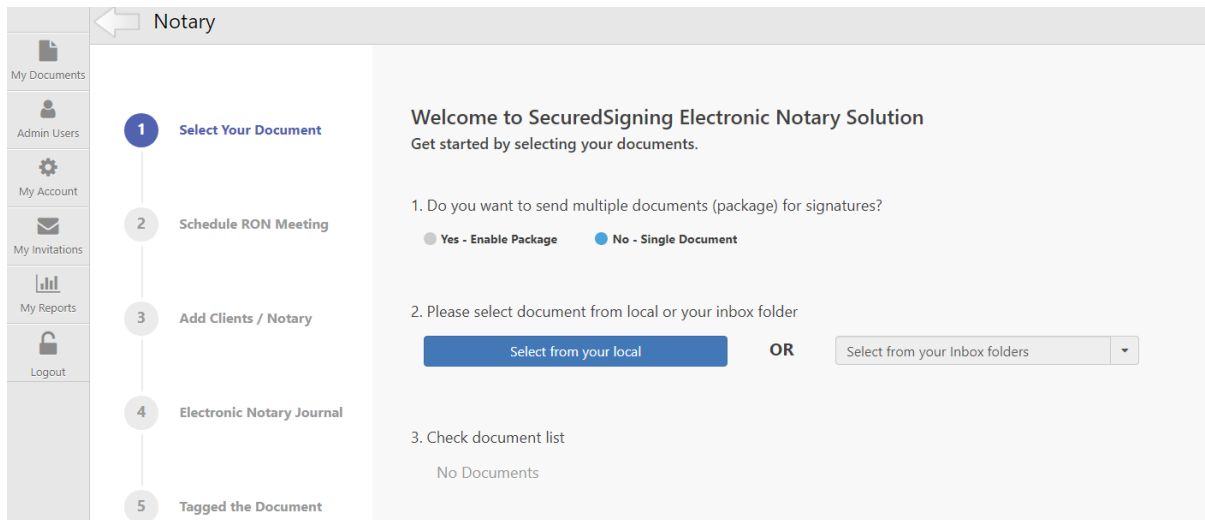 Notary
My Documents
Admin Users
My Account
My Invitations
My Reports
Logout
1 Select Your Document
2 Schedule RON Meeting
3 Add Clients / Notary
4 Electronic Notary Journal
5 Tagged the Document
Welcome to SecuredSigning Electronic Notary Solution
Get started by selecting your documents.
1. Do you want to send multiple documents (package) for signatures?
Yes - Enable Package No - Single Document
2. Please select document from local or your inbox folder
Select from your local OR Select from your Inbox folders
3. Check document list
No Documents